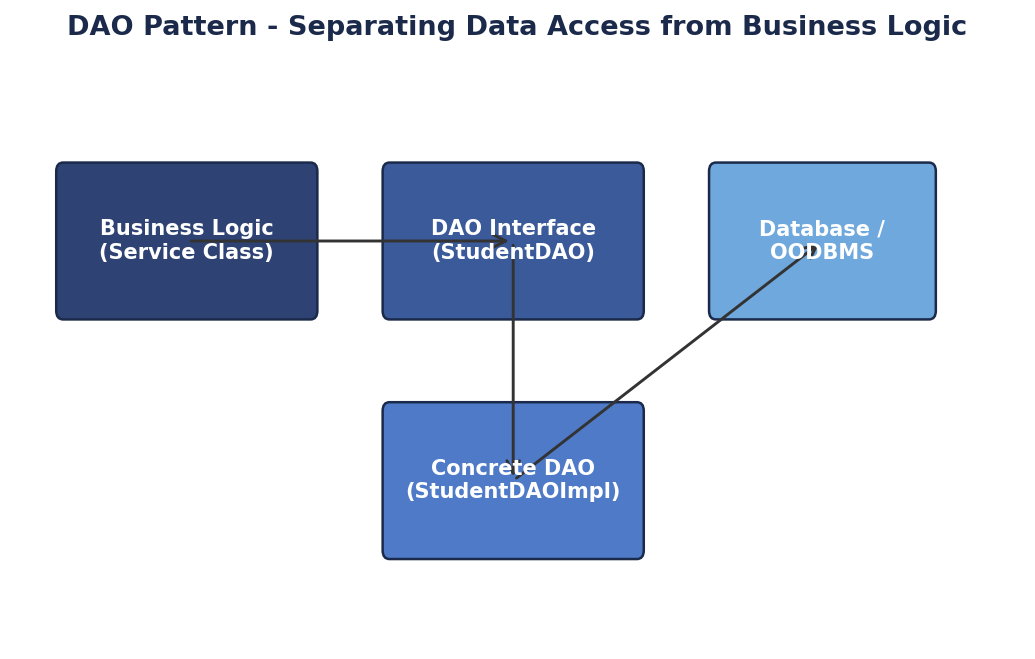 DAO Pattern - Separating Data Access from Business Logic
Business Logic
(Service Class)
DAO Interface
(StudentDAO)
Database /
OODBMS
Concrete DAO
(StudentDAOImpl)